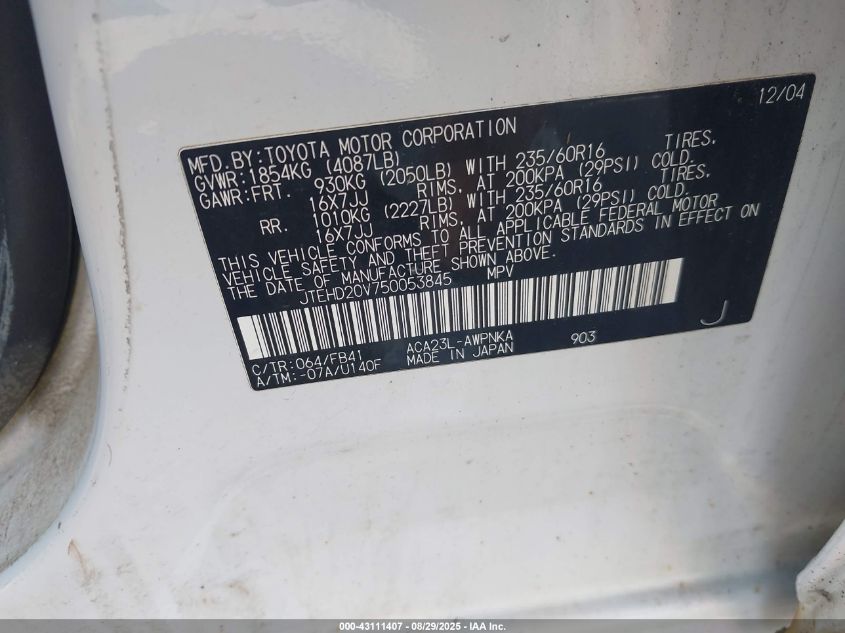 12/04
MFD.BY:TOYOTA MOTOR CORPORATION
GVWR:1854KG (4087LB)
GAWR:FRT. 930KG (2050LB) WITH 235/60R16 TIRES,
16X7JJ RIMS, AT 200KPA (29PSI) COLD.
RR. 1010KG (2227LB) WITH 235/60R16 TIRES,
16X7JJ RIMS, AT 200KPA (29PSI) COLD.
THIS VEHICLE CONFORMS TO ALL APPLICABLE FEDERAL MOTOR
VEHICLE SAFETY AND THEFT PREVENTION STANDARDS IN EFFECT ON
THE DATE OF MANUFACTURE SHOWN ABOVE.
JTEHD20V750053845 MPV
C/TR:064/FB41 ACA23L-AWPNKA 903 J
A/TM:-07A/U140F MADE IN JAPAN
000-43111407 - 08/29/2025 - IAA Inc.